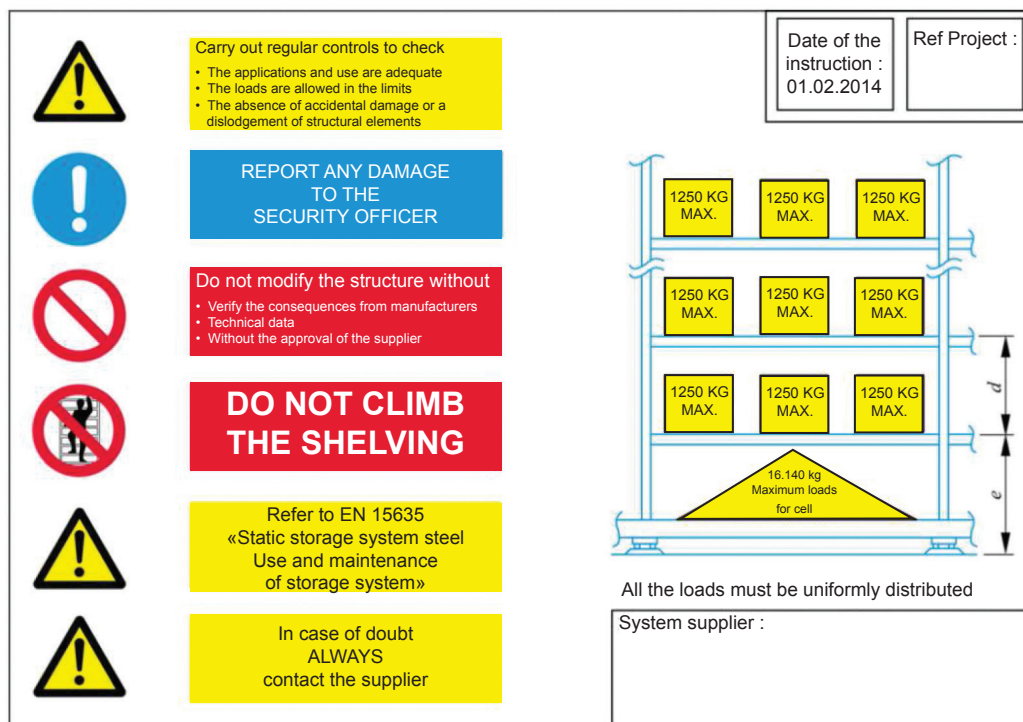 Carry out regular controls to check
• The applications and use are adequate
• The loads are allowed in the limits
• The absence of accidental damage or a
dislodgement of structural elements
REPORT ANY DAMAGE
TO THE
SECURITY OFFICER
Do not modify the structure without
• Verify the consequences from manufacturers
• Technical data
• Without the approval of the supplier
DO NOT CLIMB
THE SHELVING
Refer to EN 15635
«Static storage system steel
Use and maintenance
of storage system»
In case of doubt
ALWAYS
contact the supplier
Date of the
instruction :
01.02.2014
Ref Project :
1250 KG
MAX.
1250 KG
MAX.
1250 KG
MAX.
1250 KG
MAX.
1250 KG
MAX.
1250 KG
MAX.
1250 KG
MAX.
1250 KG
MAX.
1250 KG
MAX.
d
16.140 kg
Maximum loads
for cell
e
All the loads must be uniformly distributed
System supplier :